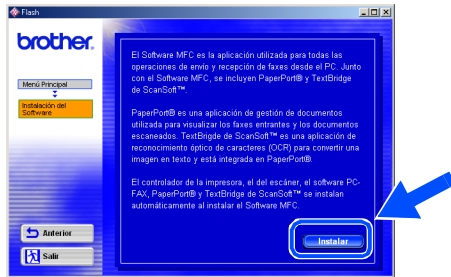 Flash
brother.
Menú Principal
Instalación del
Software
El Software MFC es la aplicación utilizada para todas las
operaciones de envío y recepción de faxes desde el PC. Junto
con el Software MFC, se incluyen PaperPort® y TextBridge
de ScanSoft™.
PaperPort® es una aplicación de gestión de documentos
utilizada para visualizar los faxes entrantes y los documentos
escaneados. TextBrigde de ScanSoft™ es una aplicación de
reconocimiento óptico de caracteres (OCR) para convertir una
imagen en texto y está integrada en PaperPort®.
El controlador de la impresora, el del escáner, el software PC-
FAX, PaperPort® y TextBridge de ScanSoft™ se instalan
automáticamente al instalar el Software MFC.
Anterior
Salir
Instalar